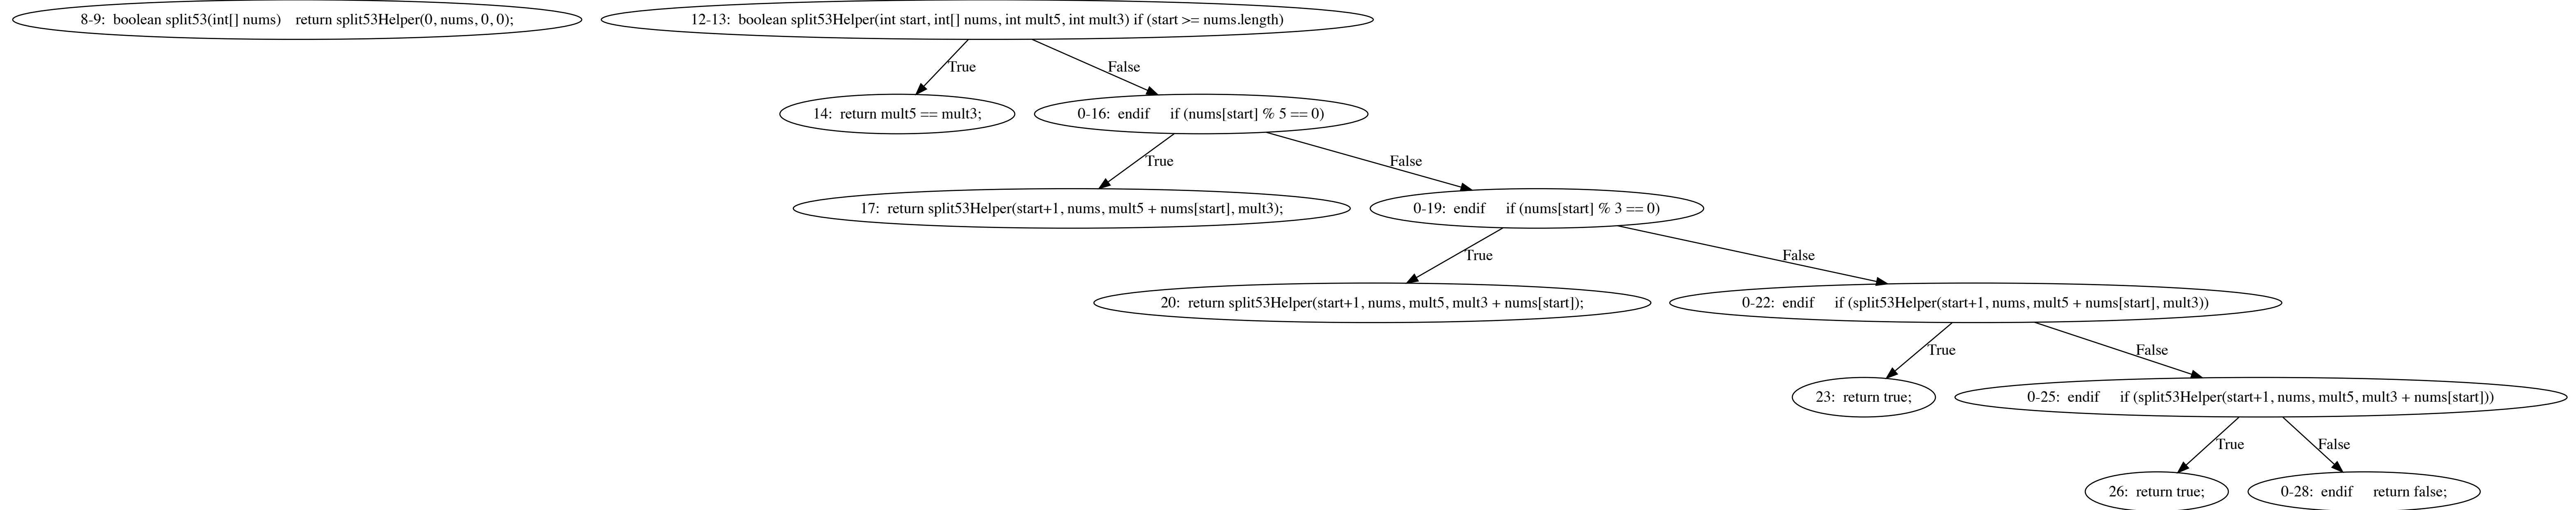 8-9:  boolean split53(int[] nums)    return split53Helper(0, nums, 0, 0);
12-13:  boolean split53Helper(int start, int[] nums, int mult5, int mult3) if (start >= nums.length)
True
False
14:  return mult5 == mult3;
0-16:  endif     if (nums[start] % 5 == 0)
True
False
17:  return split53Helper(start+1, nums, mult5 + nums[start], mult3);
0-19:  endif     if (nums[start] % 3 == 0)
True
False
20:  return split53Helper(start+1, nums, mult5, mult3 + nums[start]);
0-22:  endif     if (split53Helper(start+1, nums, mult5 + nums[start], mult3))
True
False
23:  return true;
0-25:  endif     if (split53Helper(start+1, nums, mult5, mult3 + nums[start]))
True
False
26:  return true;
0-28:  endif     return false;